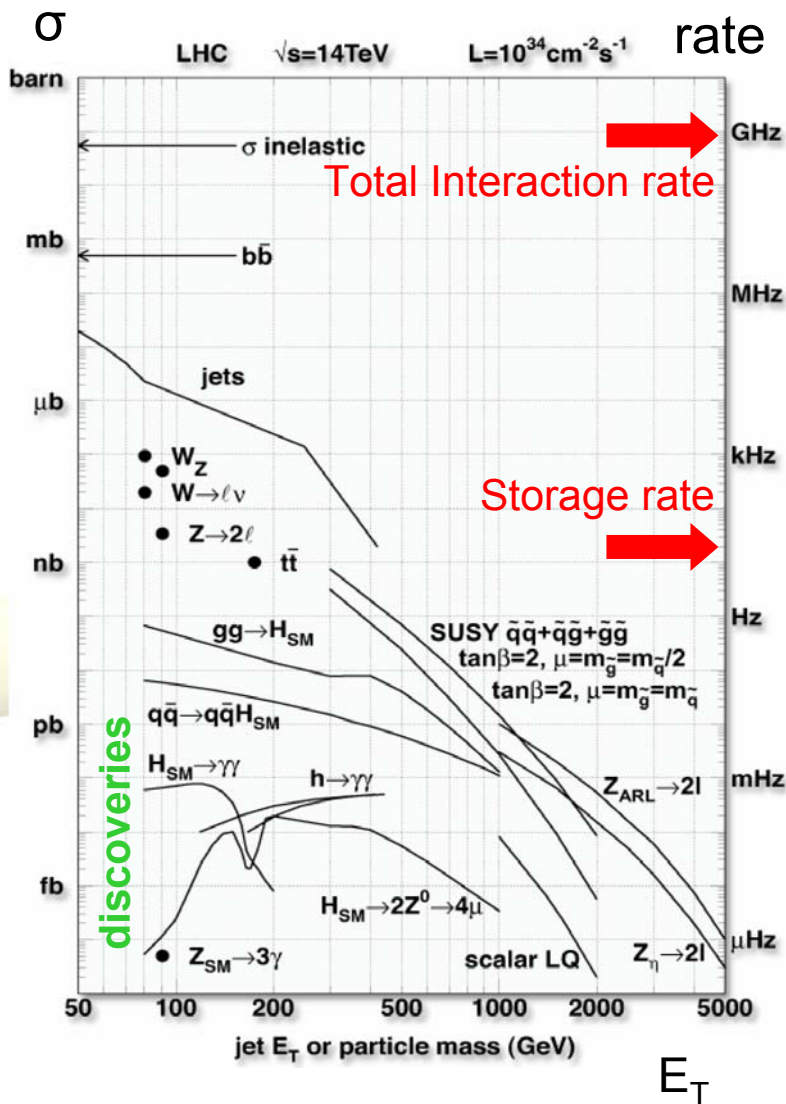 σ
rate
LHC √s=14TeV L=10³⁴cm⁻²s⁻¹
barn
GHz
σ inelastic
Total Interaction rate
mb
bb̄
MHz
jets
μb
W
Z
kHz
W→ℓν
Storage rate
Z→2ℓ
nb
tt̄
Hz
gg→H_SM
SUSY q̃q̃+q̃g̃+g̃g̃
tanβ=2, μ=m_g̃=m_q̃/2
tanβ=2, μ=m_g̃=m_q̃
qq̄→qq̄H_SM
pb
discoveries
H_SM→γγ
h→γγ
mHz
Z_ARL→2l
fb
H_SM→2Z⁰→4μ
μHz
Z_SM→3γ
scalar LQ
Z_η→2l
50 100 200 500 1000 2000 5000
jet E_T or particle mass (GeV)
E_T